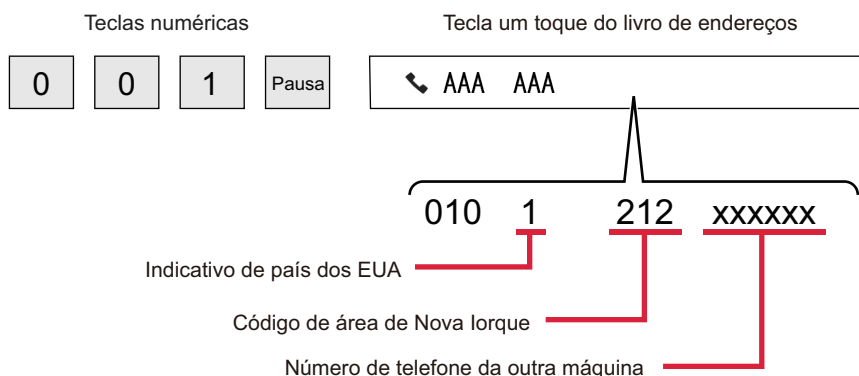 Teclas numéricas Tecla um toque do livro de endereços
0 0 1 Pausa AAA AAA
010 1 212 xxxxxx
Indicativo de país dos EUA
Código de área de Nova Iorque
Número de telefone da outra máquina